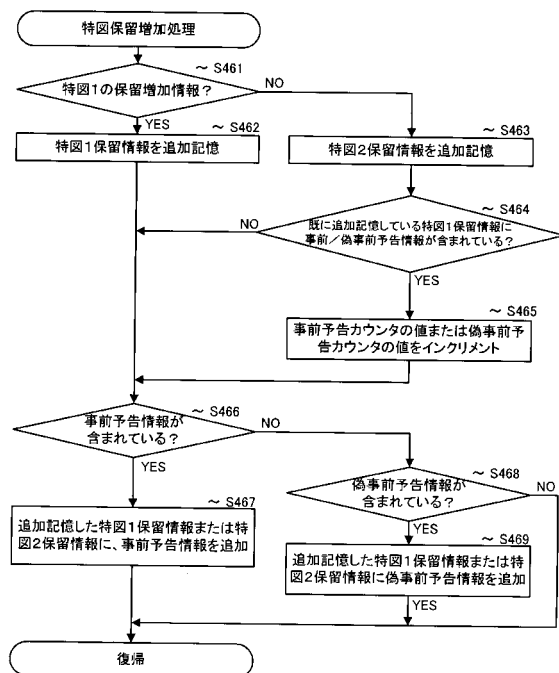 特図保留増加処理
～S461
特図1の保留増加情報？
NO
YES
～S462
特図1保留情報を追加記憶
～S463
特図2保留情報を追加記憶
～S464
既に追加記憶している特図1保留情報に
事前／偽事前予告情報が含まれている？
NO
YES
～S465
事前予告カウンタの値または偽事前予
告カウンタの値をインクリメント
～S466
事前予告情報が
含まれている？
NO
YES
～S467
追加記憶した特図1保留情報または特
図2保留情報に、事前予告情報を追加
～S468
偽事前予告情報が
含まれている？
NO
YES
～S469
追加記憶した特図1保留情報または特
図2保留情報に偽事前予告情報を追加
YES
復帰